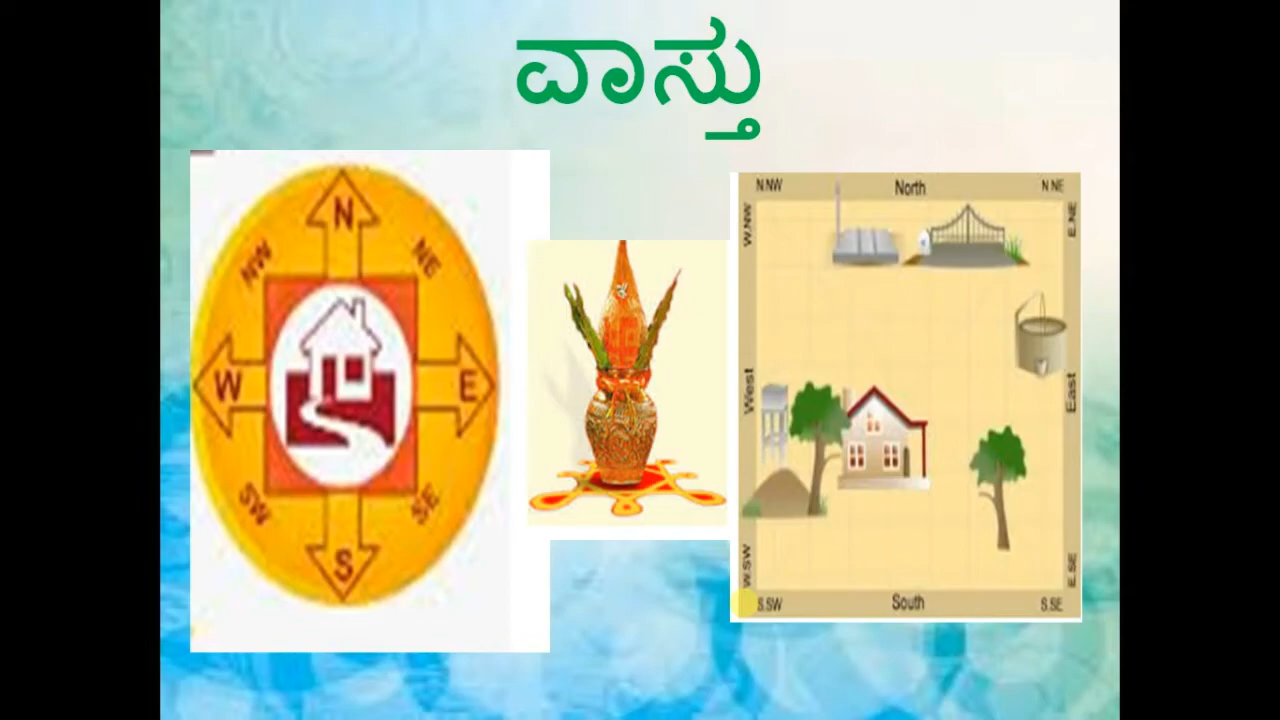 ವಾಸ್ತು
N
NW NE
W E
SW SE
S
N.NW North N NE
W.NW E.NE
West East
W.SW E.SE
S.SW South S.SE